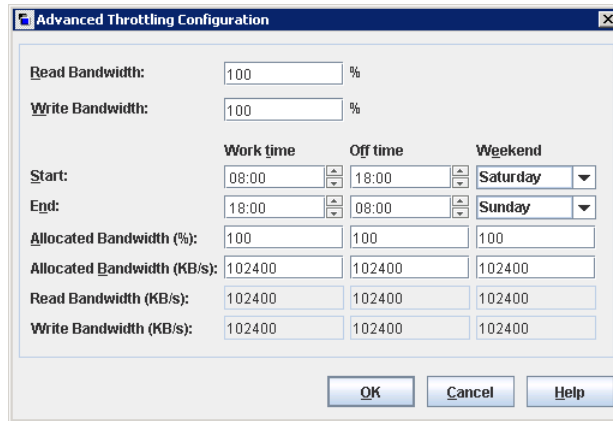 Advanced Throttling Configuration
Read Bandwidth: 100 %
Write Bandwidth: 100 %
Work time Off time Weekend
Start: 08:00 18:00 Saturday
End: 18:00 08:00 Sunday
Allocated Bandwidth (%): 100 100 100
Allocated Bandwidth (KB/s): 102400 102400 102400
Read Bandwidth (KB/s): 102400 102400 102400
Write Bandwidth (KB/s): 102400 102400 102400
OK Cancel Help